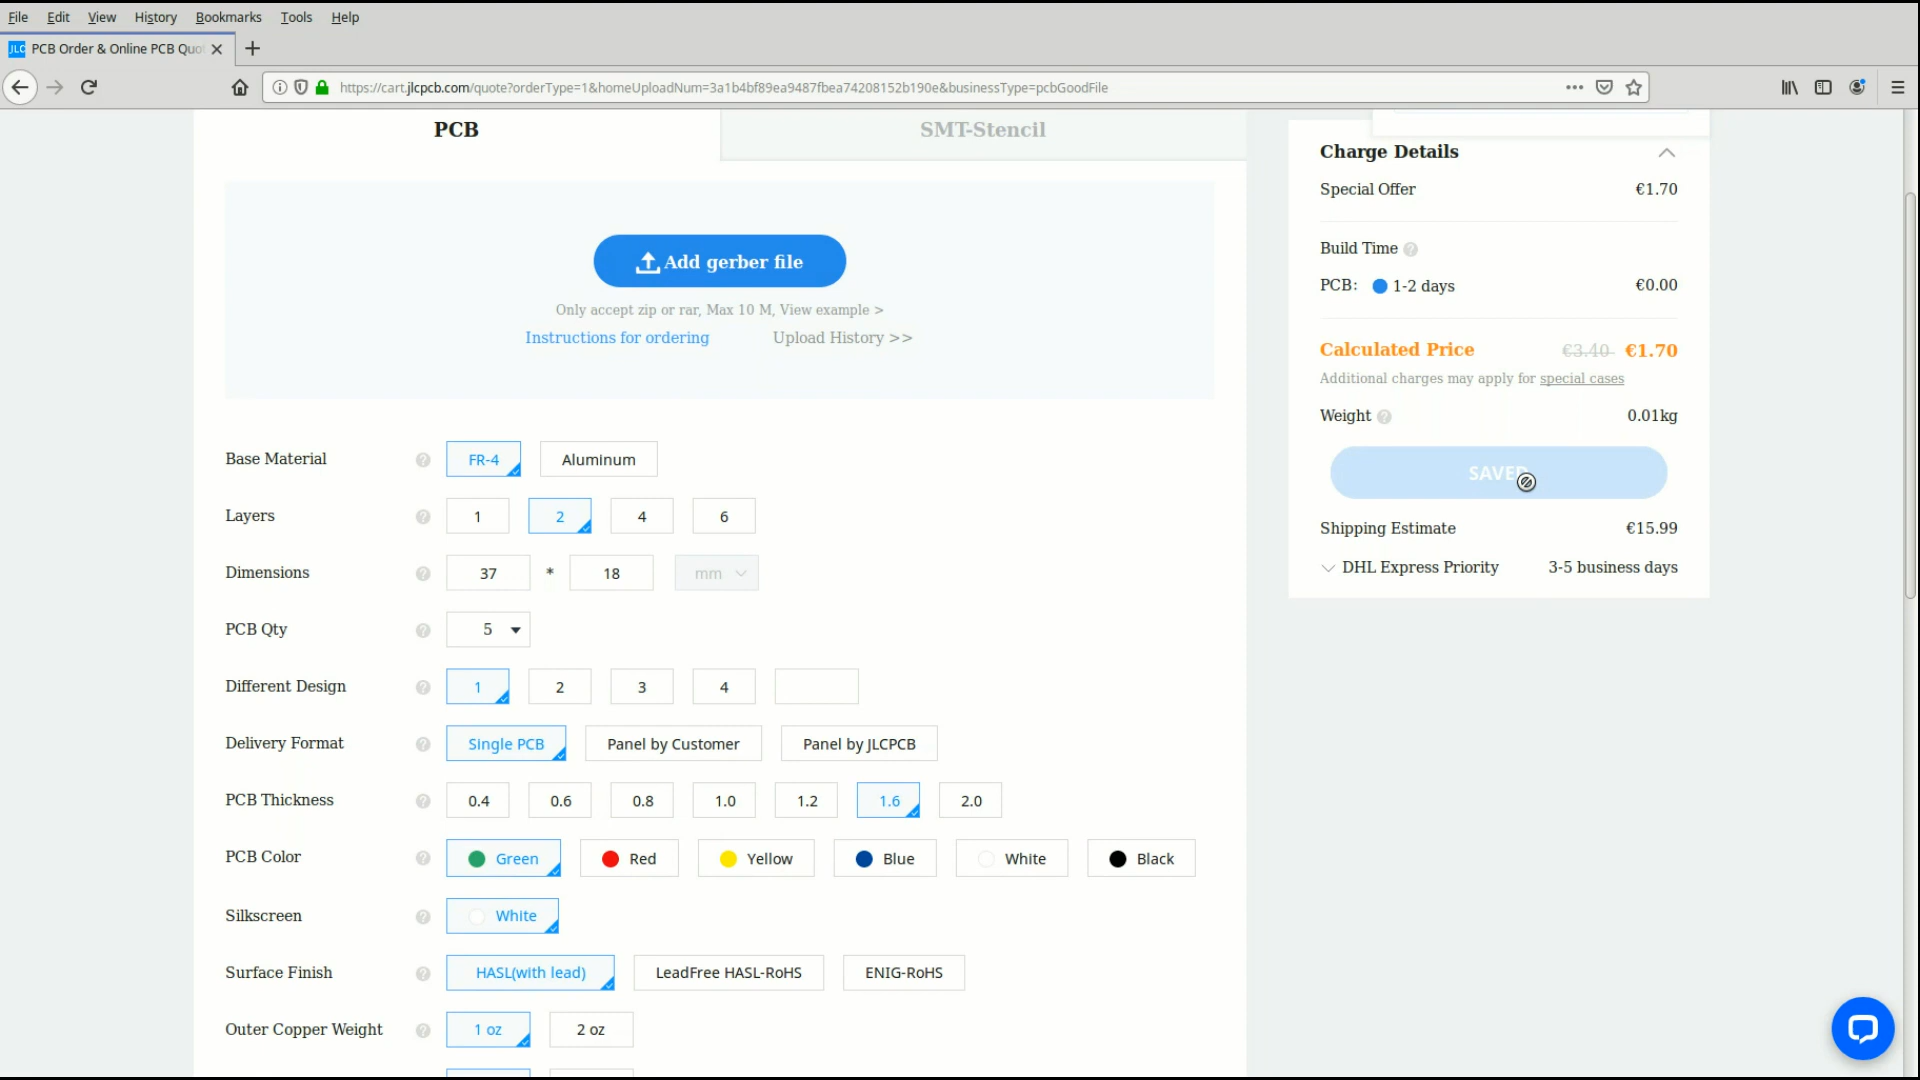 File Edit View History Bookmarks Tools Help
JLC PCB Order & Online PCB Quo
https://cart.jlcpcb.com/quote?orderType=1&homeUploadNum=3a1b4bf89ea9487fbea74208152b190e&businessType=pcbGoodFile
PCB SMT-Stencil
Add gerber file
Only accept zip or rar, Max 10 M, View example >
Instructions for ordering Upload History >>
Base Material ? FR-4 Aluminum
Layers ? 1 2 4 6
Dimensions ? 37 * 18 mm
PCB Qty ? 5
Different Design ? 1 2 3 4
Delivery Format ? Single PCB Panel by Customer Panel by JLCPCB
PCB Thickness ? 0.4 0.6 0.8 1.0 1.2 1.6 2.0
PCB Color ? Green Red Yellow Blue White Black
Silkscreen ? White
Surface Finish ? HASL(with lead) LeadFree HASL-RoHS ENIG-RoHS
Outer Copper Weight ? 1 oz 2 oz
Charge Details
Special Offer €1.70
Build Time ?
PCB: 1-2 days €0.00
Calculated Price €3.40 €1.70
Additional charges may apply for special cases
Weight ? 0.01kg
SAVED
Shipping Estimate €15.99
DHL Express Priority 3-5 business days